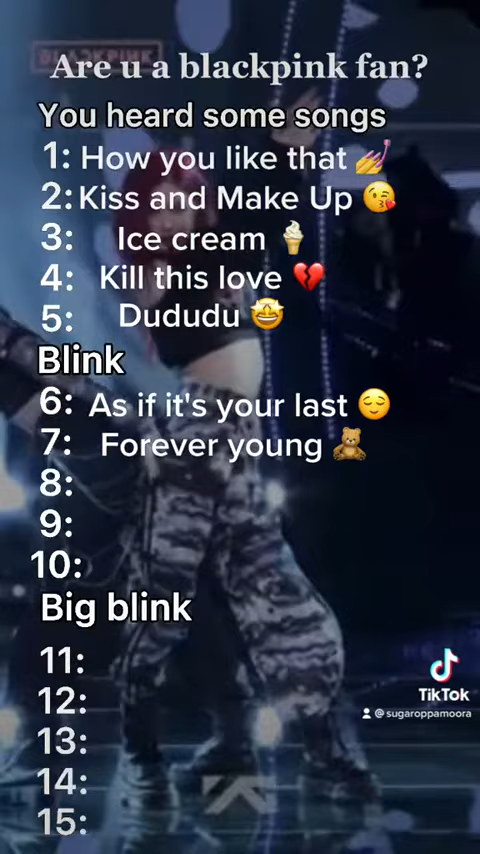 BLACKPINK
Are u a blackpink fan?
You heard some songs
1: How you like that 💅
2: Kiss and Make Up 😘
3: Ice cream 🍦
4: Kill this love 💔
5: Dududu 🤩
Blink
6: As if it's your last 😌
7: Forever young 🧸
8:
9:
10:
Big blink
11:
12:
13:
14:
15:
TikTok
@sugaroppamoora